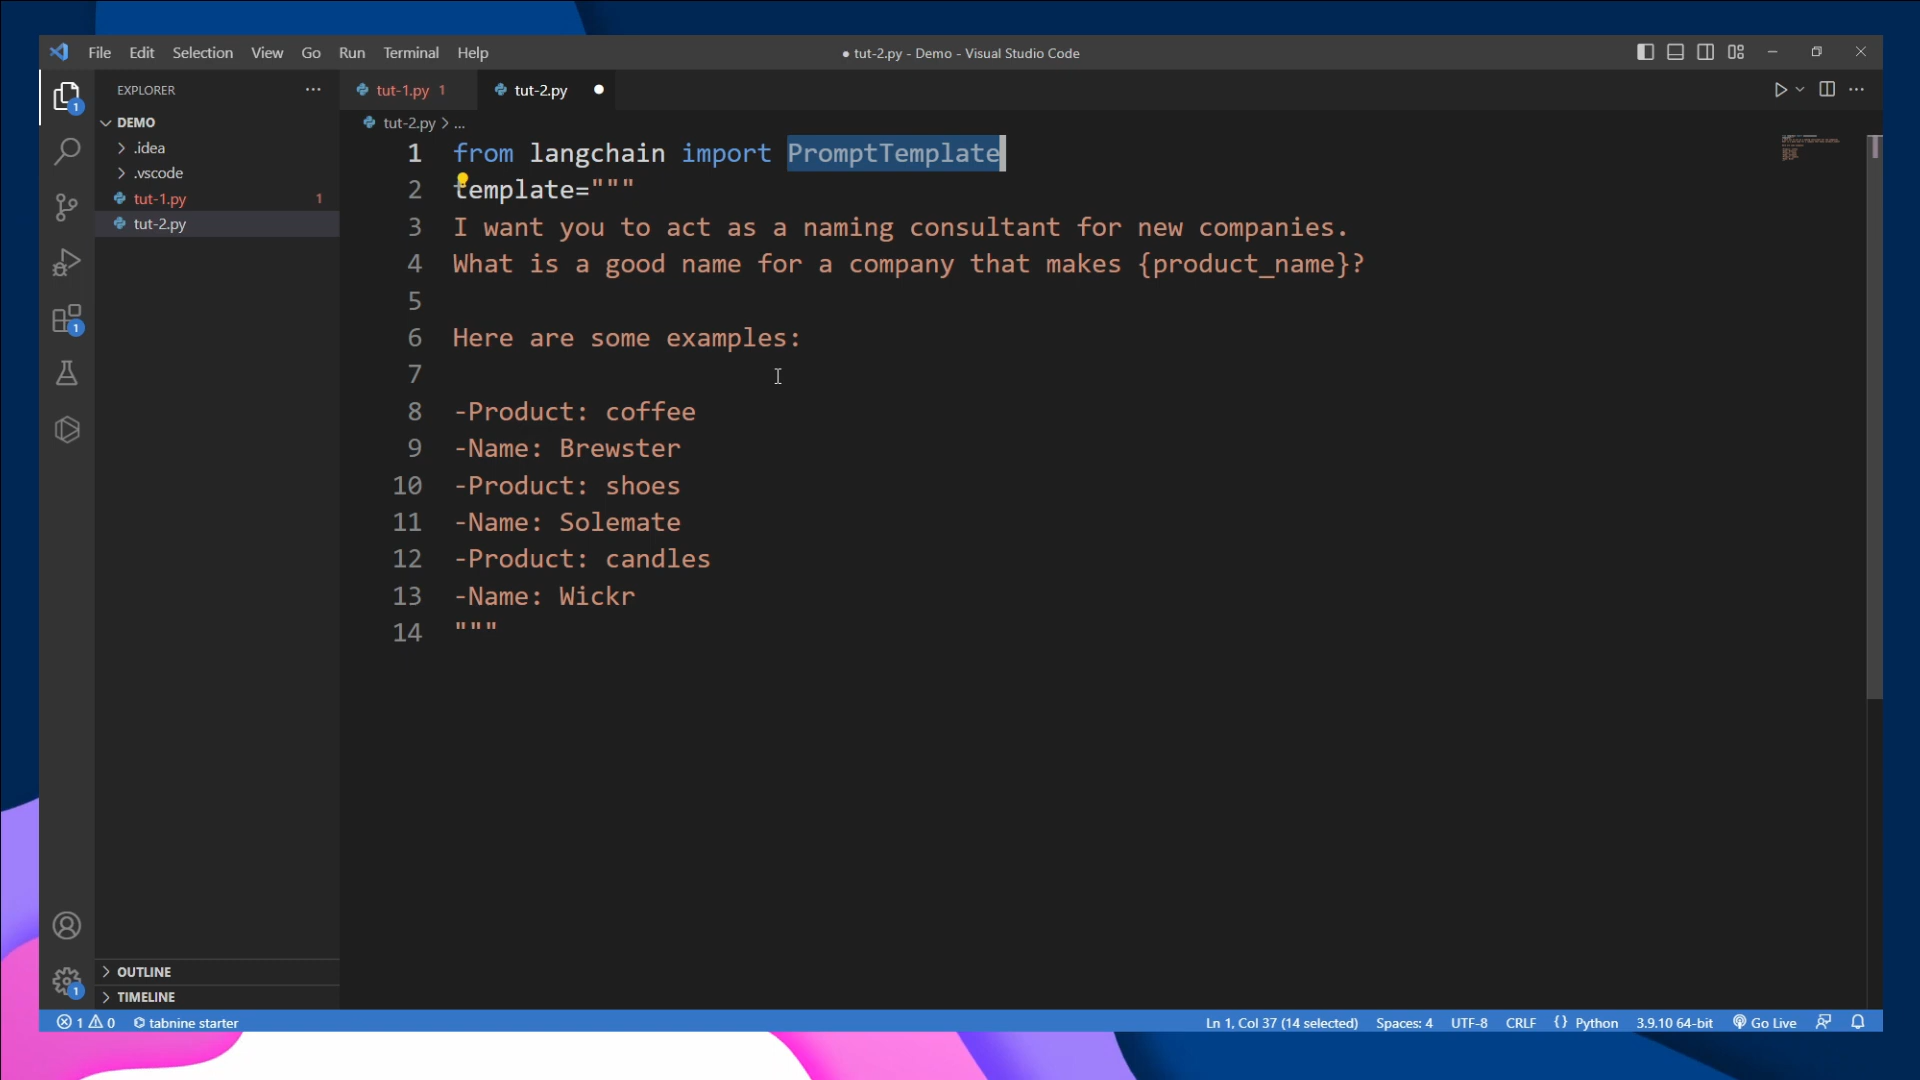 File Edit Selection View Go Run Terminal Help
● tut-2.py - Demo - Visual Studio Code
EXPLORER
tut-1.py 1
tut-2.py
DEMO
tut-2.py > ...
.idea
.vscode
tut-1.py 1
tut-2.py
1 from langchain import PromptTemplate
2 template="""
3 I want you to act as a naming consultant for new companies.
4 What is a good name for a company that makes {product_name}?
5
6 Here are some examples:
7
8 -Product: coffee
9 -Name: Brewster
10 -Product: shoes
11 -Name: Solemate
12 -Product: candles
13 -Name: Wickr
14 """
1
1
1
OUTLINE
TIMELINE
1 0 tabnine starter
Ln 1, Col 37 (14 selected) Spaces: 4 UTF-8 CRLF {} Python 3.9.10 64-bit Go Live